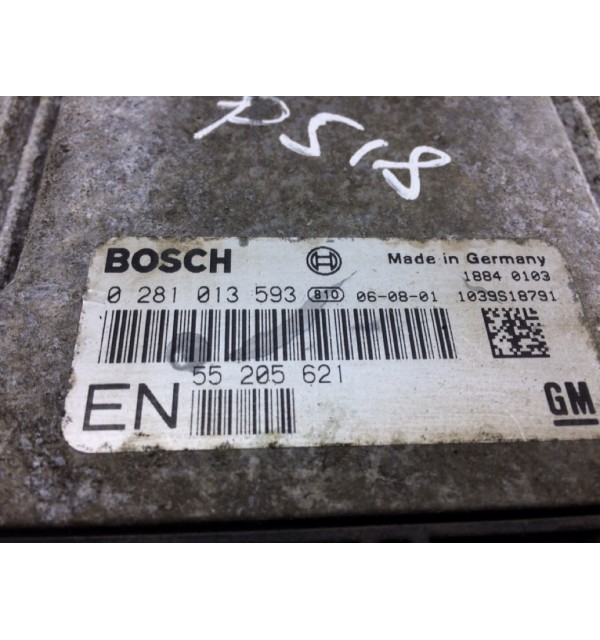 PS18
BOSCH Made in Germany
1884 0103
0 281 013 593 810 06-08-01 1039S18791
55 205 621
EN GM